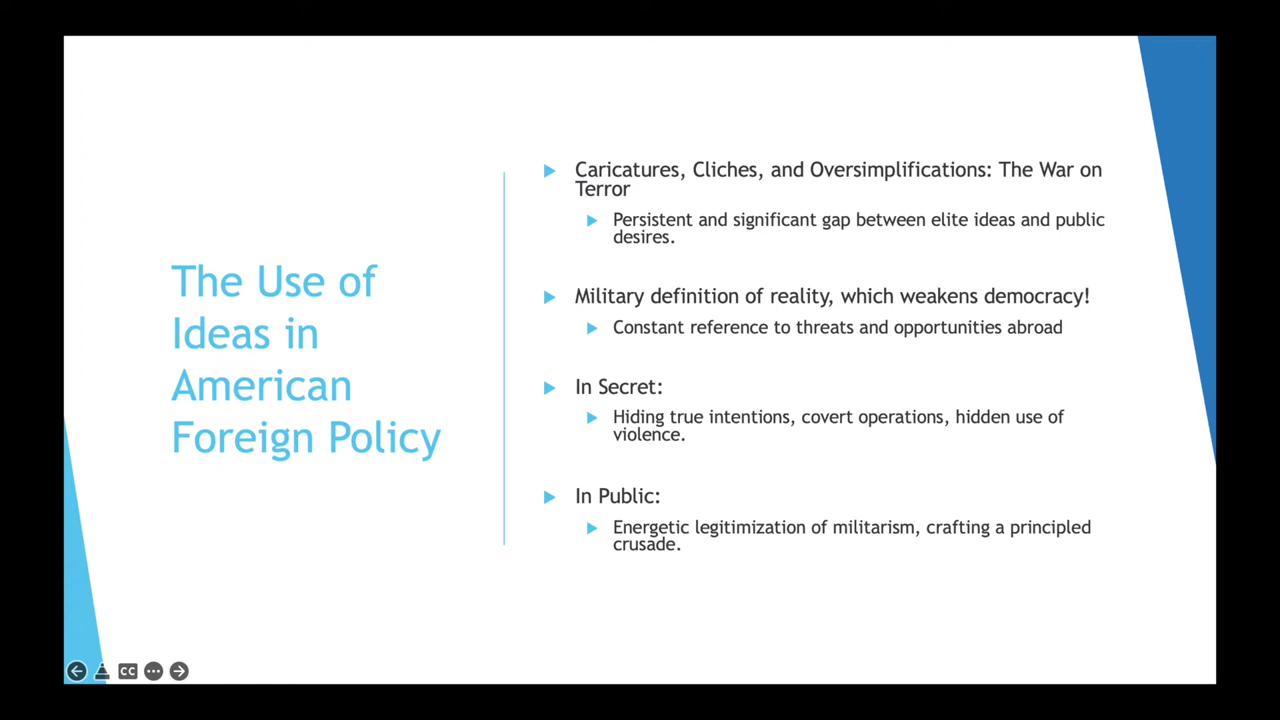 The Use of
Ideas in
American
Foreign Policy
Caricatures, Cliches, and Oversimplifications: The War on
Terror
Persistent and significant gap between elite ideas and public
desires.
Military definition of reality, which weakens democracy!
Constant reference to threats and opportunities abroad
In Secret:
Hiding true intentions, covert operations, hidden use of
violence.
In Public:
Energetic legitimization of militarism, crafting a principled
crusade.
CC